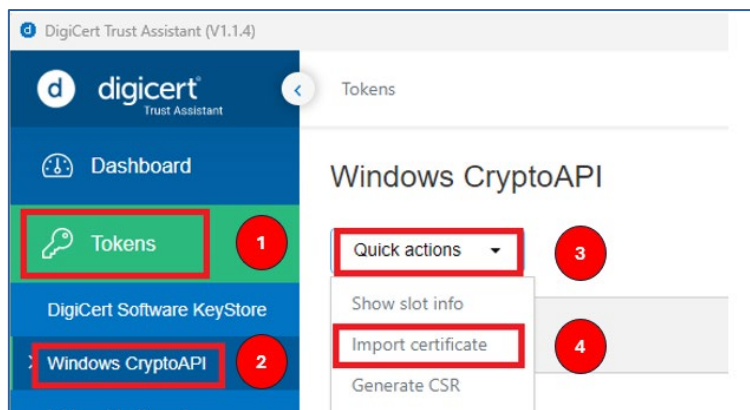 d DigiCert Trust Assistant (V1.1.4)
d digicert®
Trust Assistant
Tokens
Dashboard
Windows CryptoAPI
Tokens 1
Quick actions 3
Show slot info
DigiCert Software KeyStore
Import certificate 4
Windows CryptoAPI 2
Generate CSR